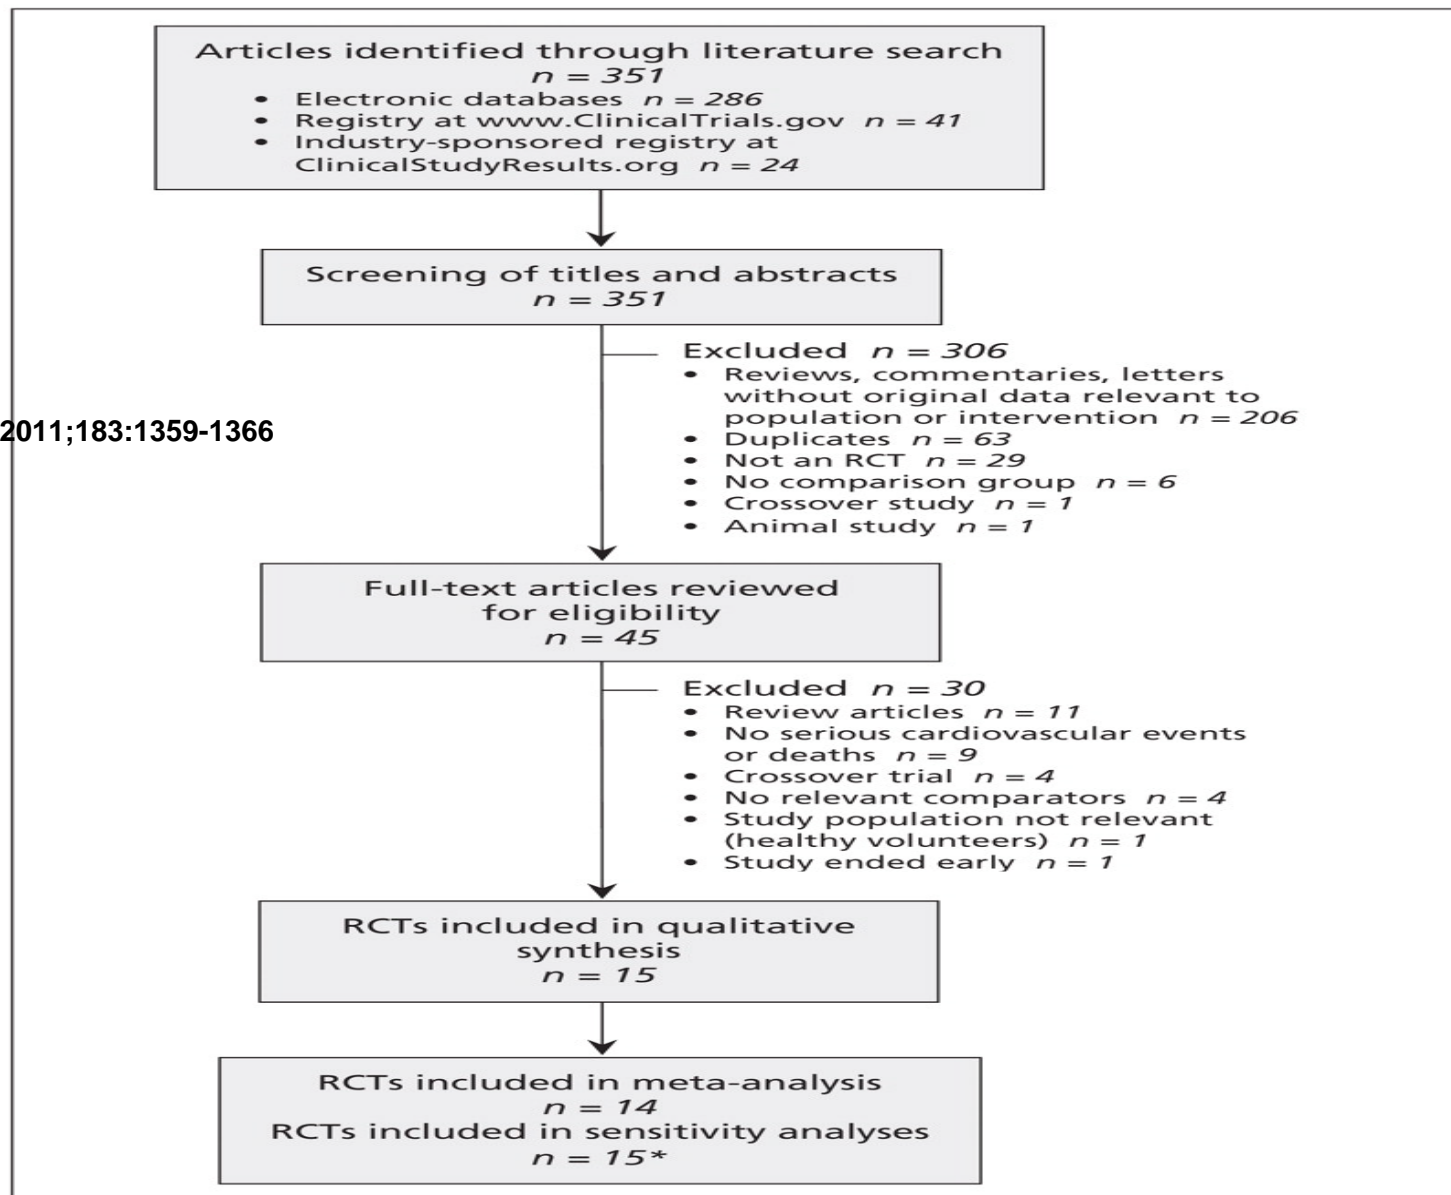 Articles identified through literature search
n = 351
• Electronic databases n = 286
• Registry at www.ClinicalTrials.gov n = 41
• Industry-sponsored registry at
ClinicalStudyResults.org n = 24
Screening of titles and abstracts
n = 351
Excluded n = 306
• Reviews, commentaries, letters
without original data relevant to
population or intervention n = 206
• Duplicates n = 63
• Not an RCT n = 29
• No comparison group n = 6
• Crossover study n = 1
• Animal study n = 1
2011;183:1359-1366
Full-text articles reviewed
for eligibility
n = 45
Excluded n = 30
• Review articles n = 11
• No serious cardiovascular events
or deaths n = 9
• Crossover trial n = 4
• No relevant comparators n = 4
• Study population not relevant
(healthy volunteers) n = 1
• Study ended early n = 1
RCTs included in qualitative
synthesis
n = 15
RCTs included in meta-analysis
n = 14
RCTs included in sensitivity analyses
n = 15*